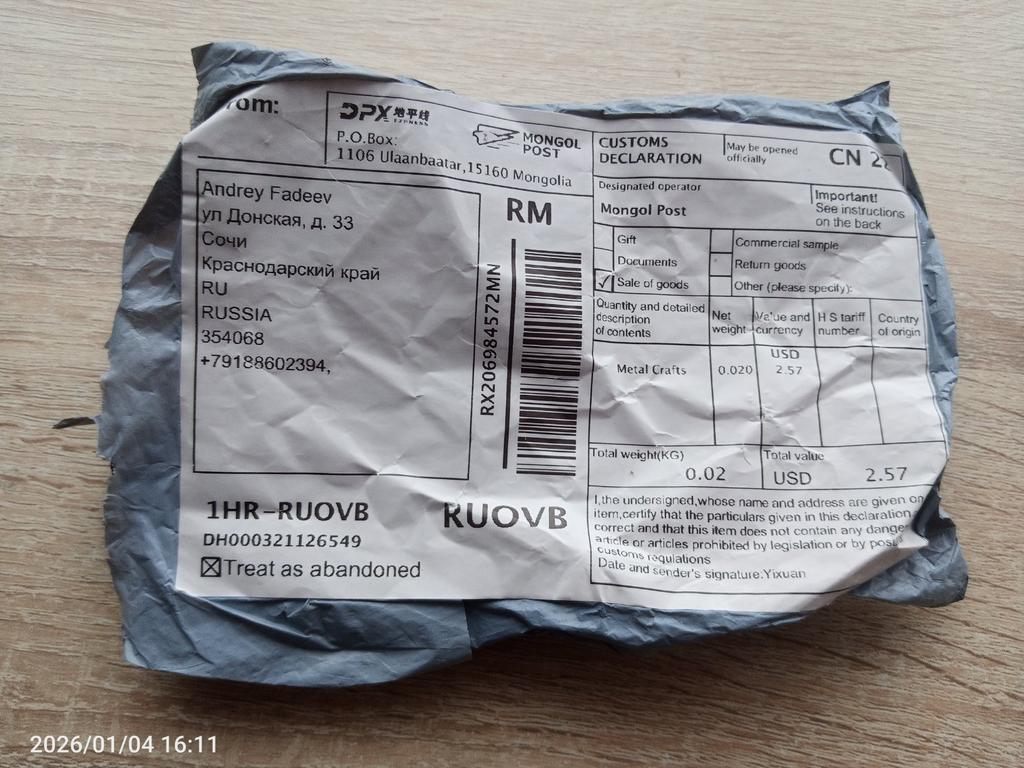 rom:
DPX 地平线
EXPRESS
P.O.Box:
1106 Ulaanbaatar,15160 Mongolia
MONGOL
POST
Andrey Fadeev
ул Донская, д. 33
Сочи
Краснодарский край
RU
RUSSIA
354068
+79188602394,
RM
RX206984572MN
1HR-RUOVB
RUOVB
DH000321126549
Treat as abandoned
CUSTOMS
DECLARATION
May be opened
officially
CN 2
Designated operator
Mongol Post
Important!
See instructions
on the back
Gift
Documents
Sale of goods
Commercial sample
Return goods
Other (please specify):
Quantity and detailed
description
of contents
Net
weight
Value and
currency
H S tariff
number
Country
of origin
Metal Crafts
0.020
USD
2.57
Total weight(KG)
0.02
Total value
USD 2.57
I,the undersigned,whose name and address are given on
item,certify that the particulars given in this declaration
correct and that this item does not contain any danger
article or articles prohibited by legislation or by post
customs regulations
Date and sender's signature:Yixuan
2026/01/04 16:11